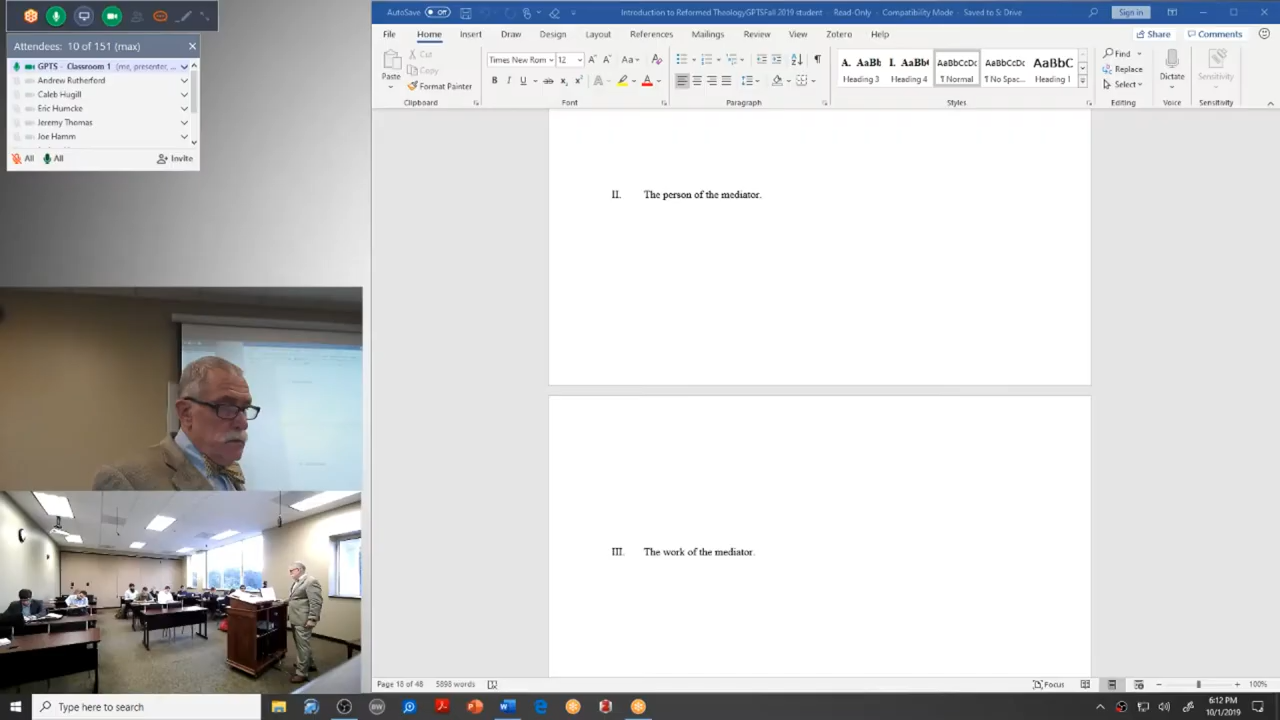 Attendees: 10 of 151 (max)
GPTS - Classroom 1 (me, presenter, ...
Andrew Rutherford
Caleb Hugill
Eric Humcke
Jeremy Thomas
Joe Hamm
All All Invite
AutoSave Off Introduction to Reformed TheologyGPTSFall 2019 student - Read-Only - Compatibility Mode - Saved to S: Drive Sign in
File Home Insert Draw Design Layout References Mailings Review View Zotero Help Share Comments
Paste Cut Copy Format Painter
Times New Rom 12 Aa
A. AaBb I. AaBb AaBbCcDc AaBbCcDc AaBbC
Heading 3 Heading 4 ¶ Normal ¶ No Spac... Heading 1
Find Replace Select Dictate Sensitivity
Clipboard Font Paragraph Styles Editing Voice Sensitivity
II. The person of the mediator.
III. The work of the mediator.
Page 18 of 48 5898 words Focus 100%
Type here to search
6:12 PM
10/1/2019